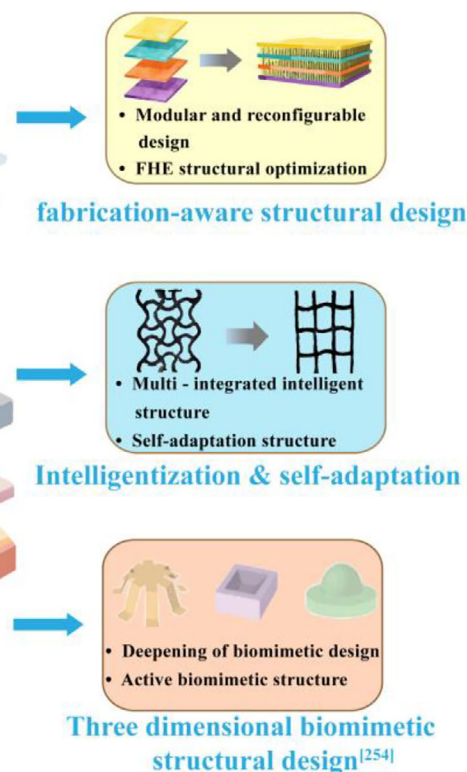 • Modular and reconfigurable
design
• FHE structural optimization
fabrication-aware structural design
• Multi - integrated intelligent
structure
• Self-adaptation structure
Intelligentization & self-adaptation
• Deepening of biomimetic design
• Active biomimetic structure
Three dimensional biomimetic
structural design[254]